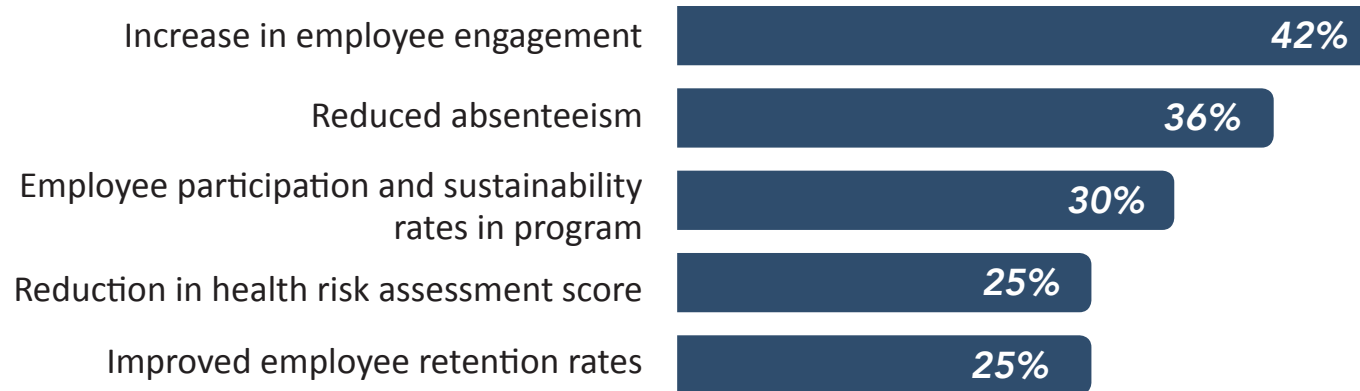 Increase in employee engagement 42%
Reduced absenteeism 36%
Employee participation and sustainability
rates in program 30%
Reduction in health risk assessment score 25%
Improved employee retention rates 25%